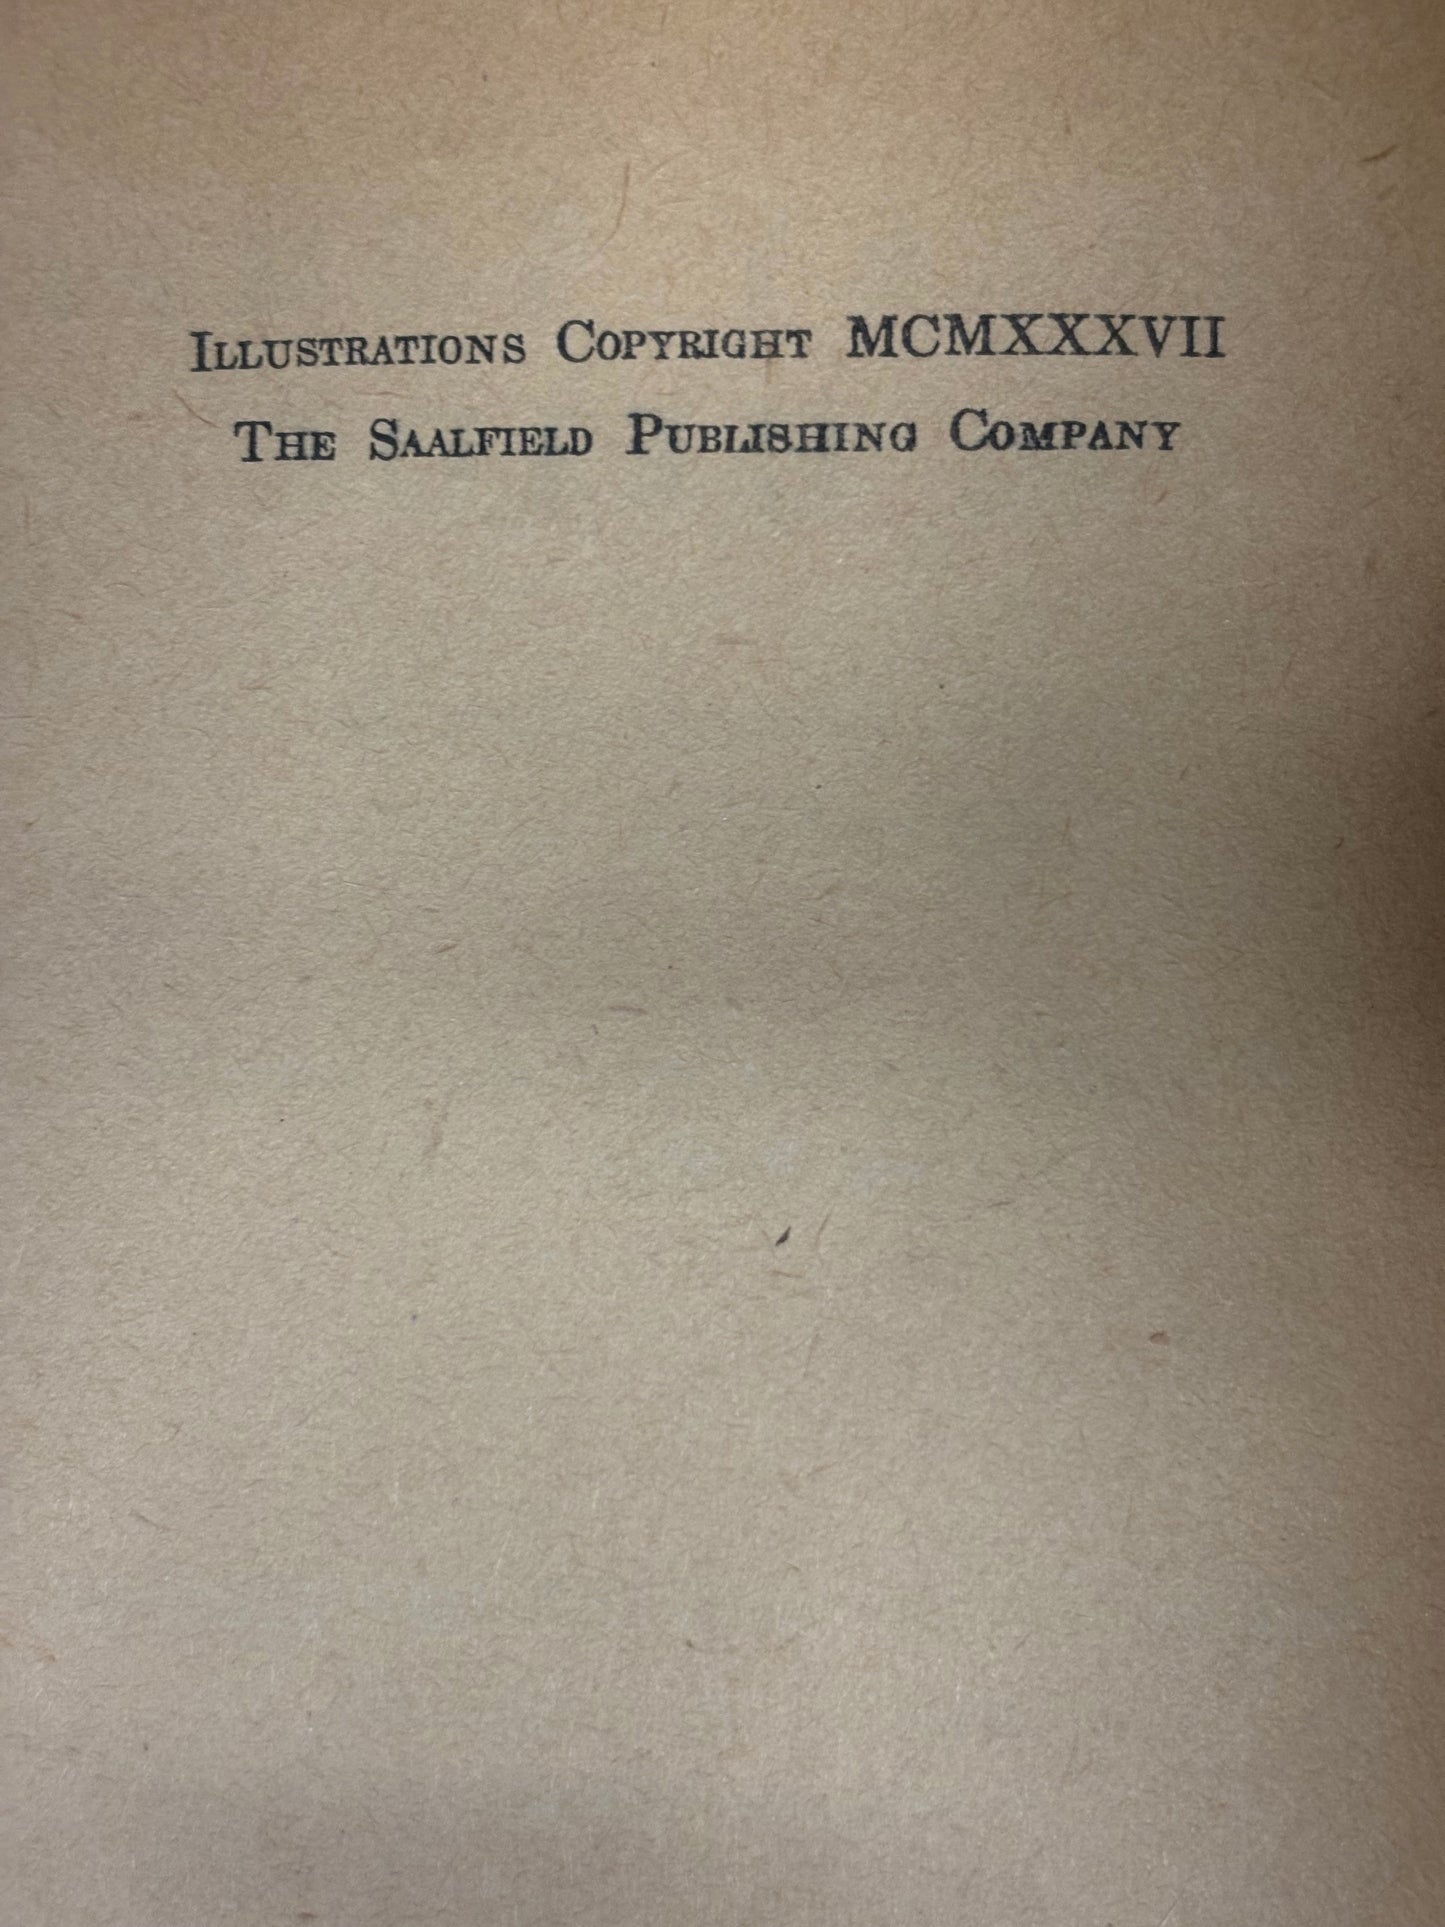 Illustrations Copyright MCMXXXVII
The Saalfield Publishing Company